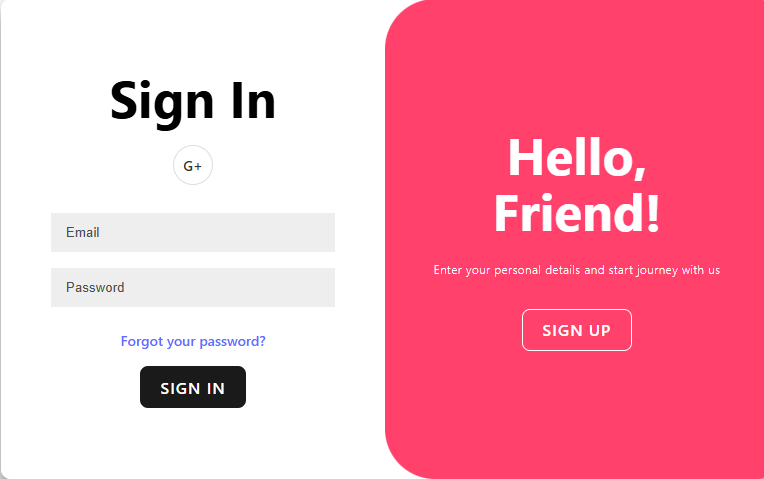 Sign In
G+
Email
Password
Forgot your password?
SIGN IN
Hello,
Friend!
Enter your personal details and start journey with us
SIGN UP